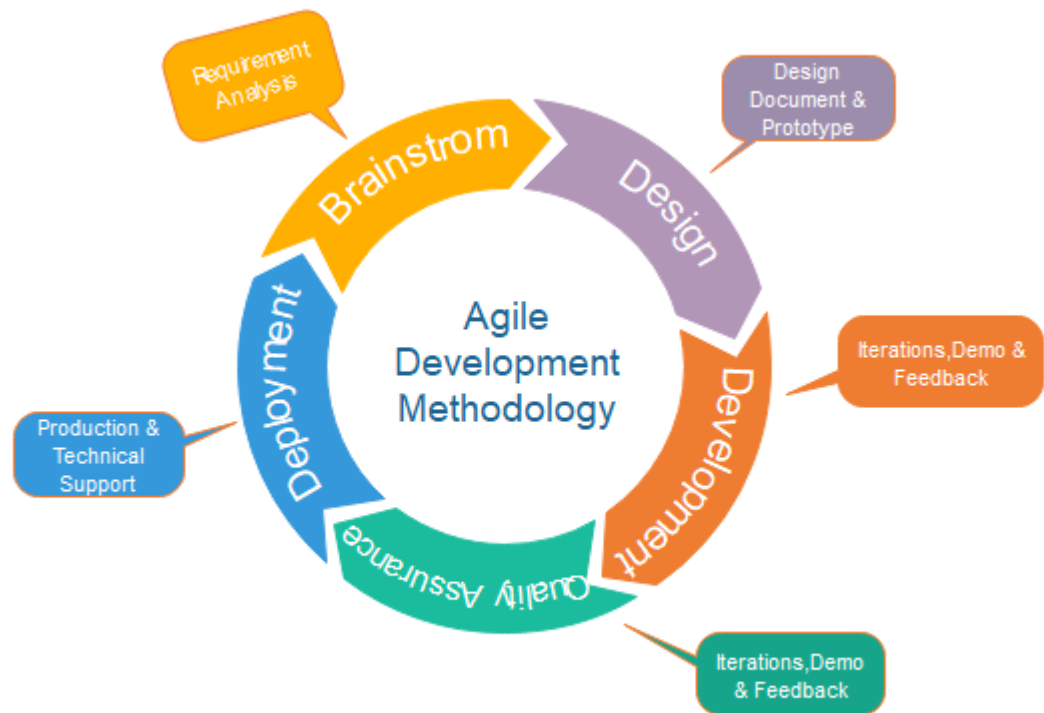 Requirement
Analysis
Brainstrom
Design
Document &
Prototype
Design
Iterations,Demo &
Feedback
Development
Agile
Development
Methodology
Deployment
Production &
Technical
Support
Quality Assurance
Iterations,Demo
& Feedback